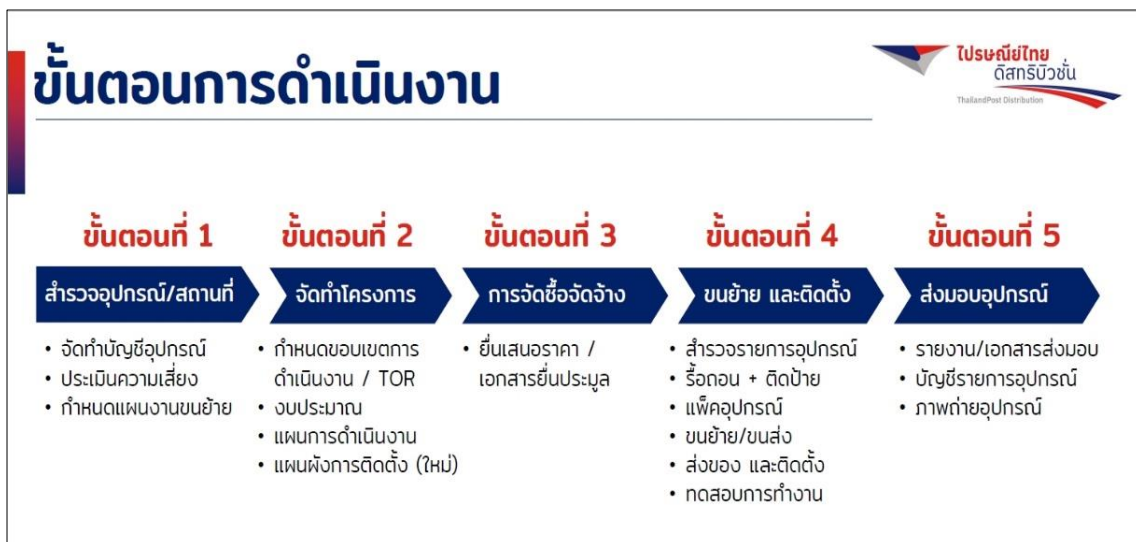 ขั้นตอนการดำเนินงาน
ไปรษณีย์ไทย
ดิสทริบิวชั่น
ThailandPost Distribution
ขั้นตอนที่ 1
สำรวจอุปกรณ์/สถานที่
• จัดทำบัญชีอุปกรณ์
• ประเมินความเสี่ยง
• กำหนดแผนงานขนย้าย
ขั้นตอนที่ 2
จัดทำโครงการ
• กำหนดขอบเขตการ
ดำเนินงาน / TOR
• งบประมาณ
• แผนการดำเนินงาน
• แผนผังการติดตั้ง (ใหม่)
ขั้นตอนที่ 3
การจัดซื้อจัดจ้าง
• ยื่นเสนอราคา /
เอกสารยื่นประมูล
ขั้นตอนที่ 4
ขนย้าย และติดตั้ง
• สำรวจรายการอุปกรณ์
• รื้อถอน + ติดป้าย
• แพ็คอุปกรณ์
• ขนย้าย/ขนส่ง
• ส่งของ และติดตั้ง
• ทดสอบการทำงาน
ขั้นตอนที่ 5
ส่งมอบอุปกรณ์
• รายงาน/เอกสารส่งมอบ
• บัญชีรายการอุปกรณ์
• ภาพถ่ายอุปกรณ์